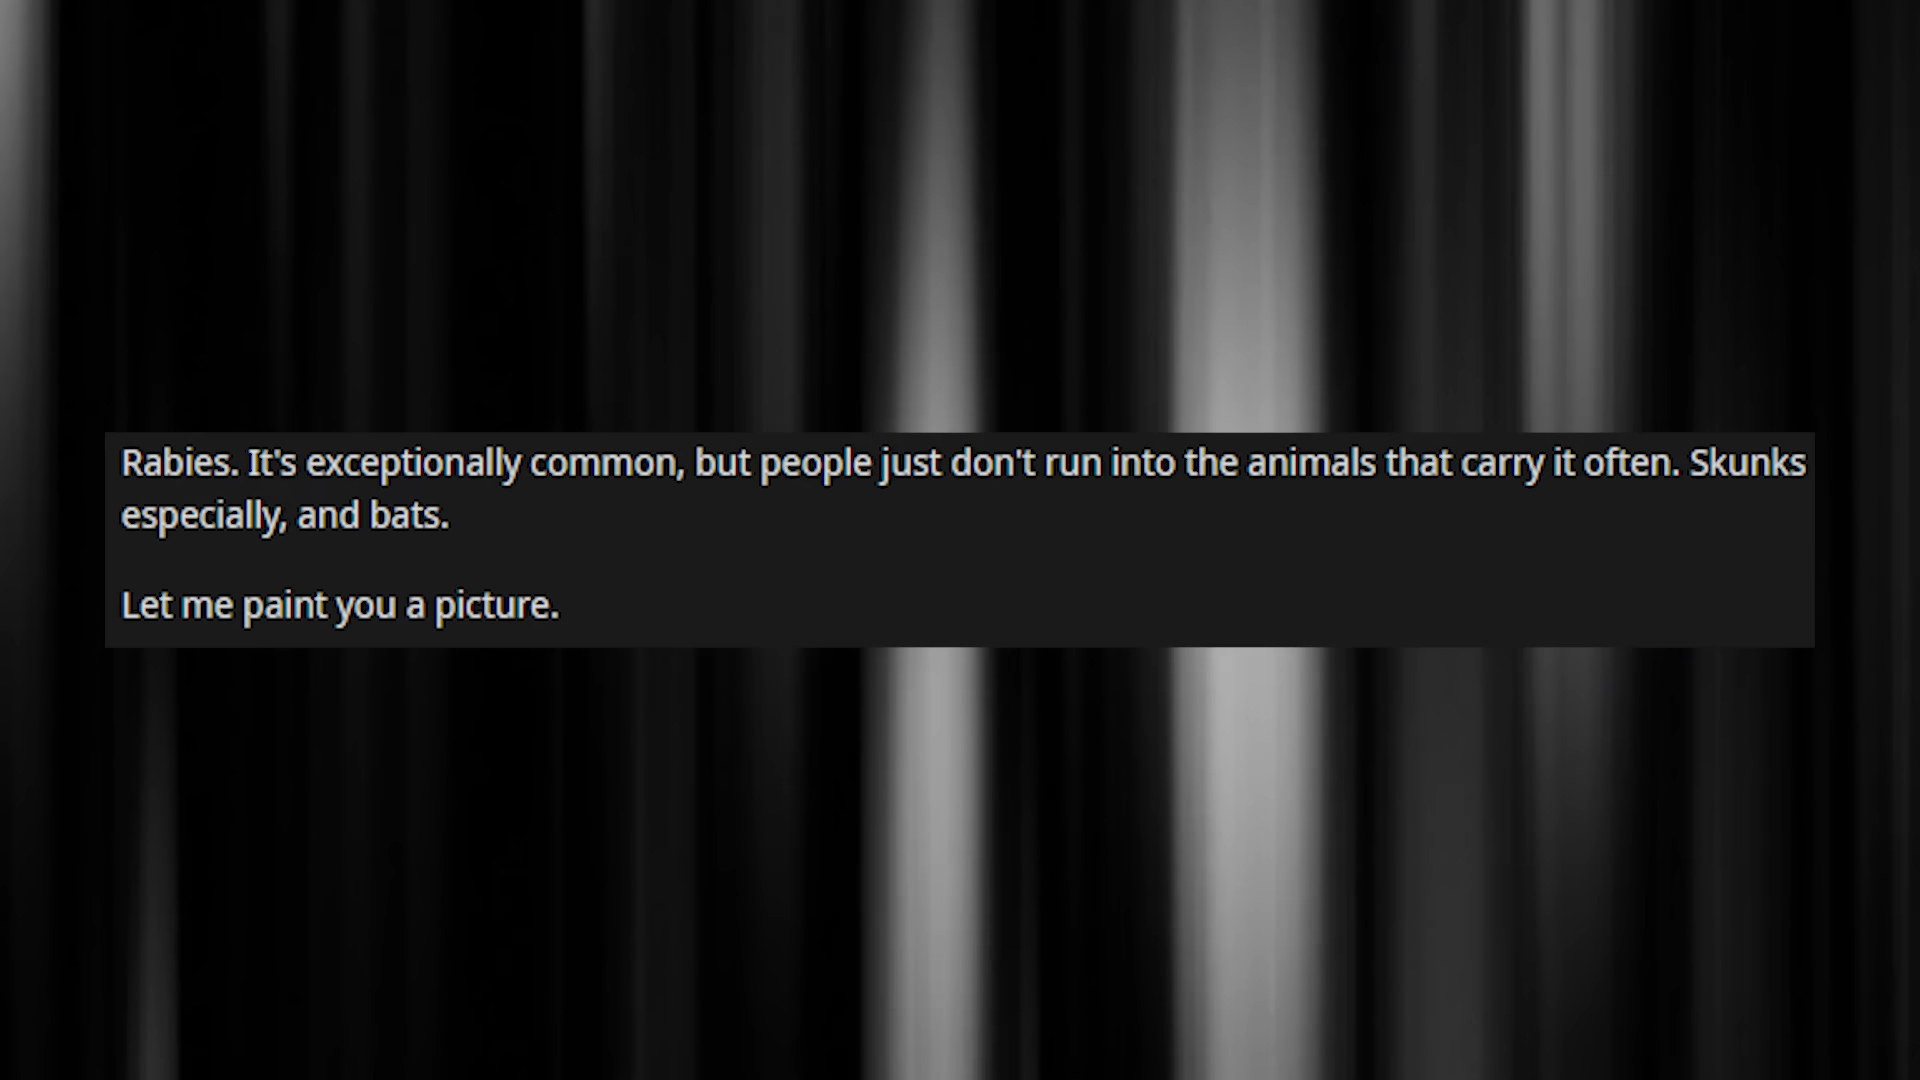 Rabies. It's exceptionally common, but people just don't run into the animals that carry it often. Skunks
especially, and bats.
Let me paint you a picture.